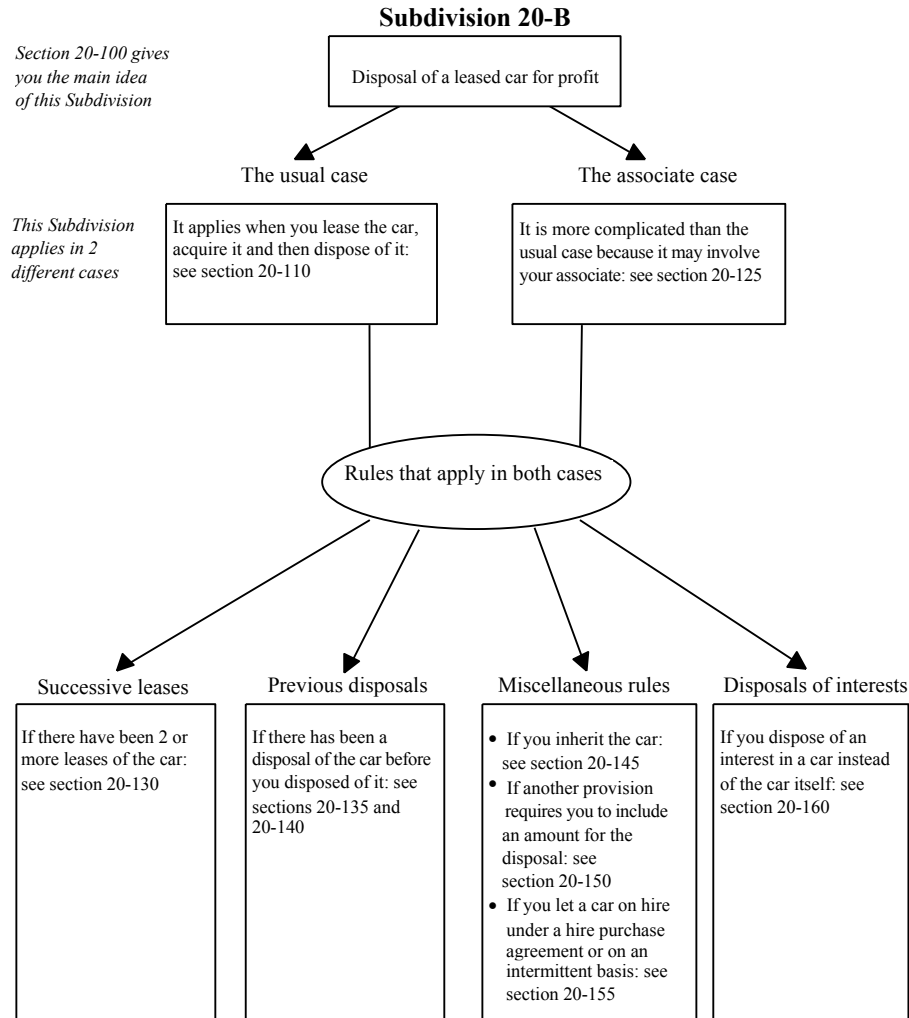 Subdivision 20-B
Section 20-100 gives
you the main idea
of this Subdivision
Disposal of a leased car for profit
The usual case
The associate case
This Subdivision
applies in 2
different cases
It applies when you lease the car,
acquire it and then dispose of it:
see section 20-110
It is more complicated than the
usual case because it may involve
your associate: see section 20-125
Rules that apply in both cases
Successive leases
If there have been 2 or
more leases of the car:
see section 20-130
Previous disposals
If there has been a
disposal of the car before
you disposed of it: see
sections 20-135 and
20-140
Miscellaneous rules
• If you inherit the car:
see section 20-145
• If another provision
requires you to include
an amount for the
disposal: see
section 20-150
• If you let a car on hire
under a hire purchase
agreement or on an
intermittent basis: see
section 20-155
Disposals of interests
If you dispose of an
interest in a car instead
of the car itself: see
section 20-160